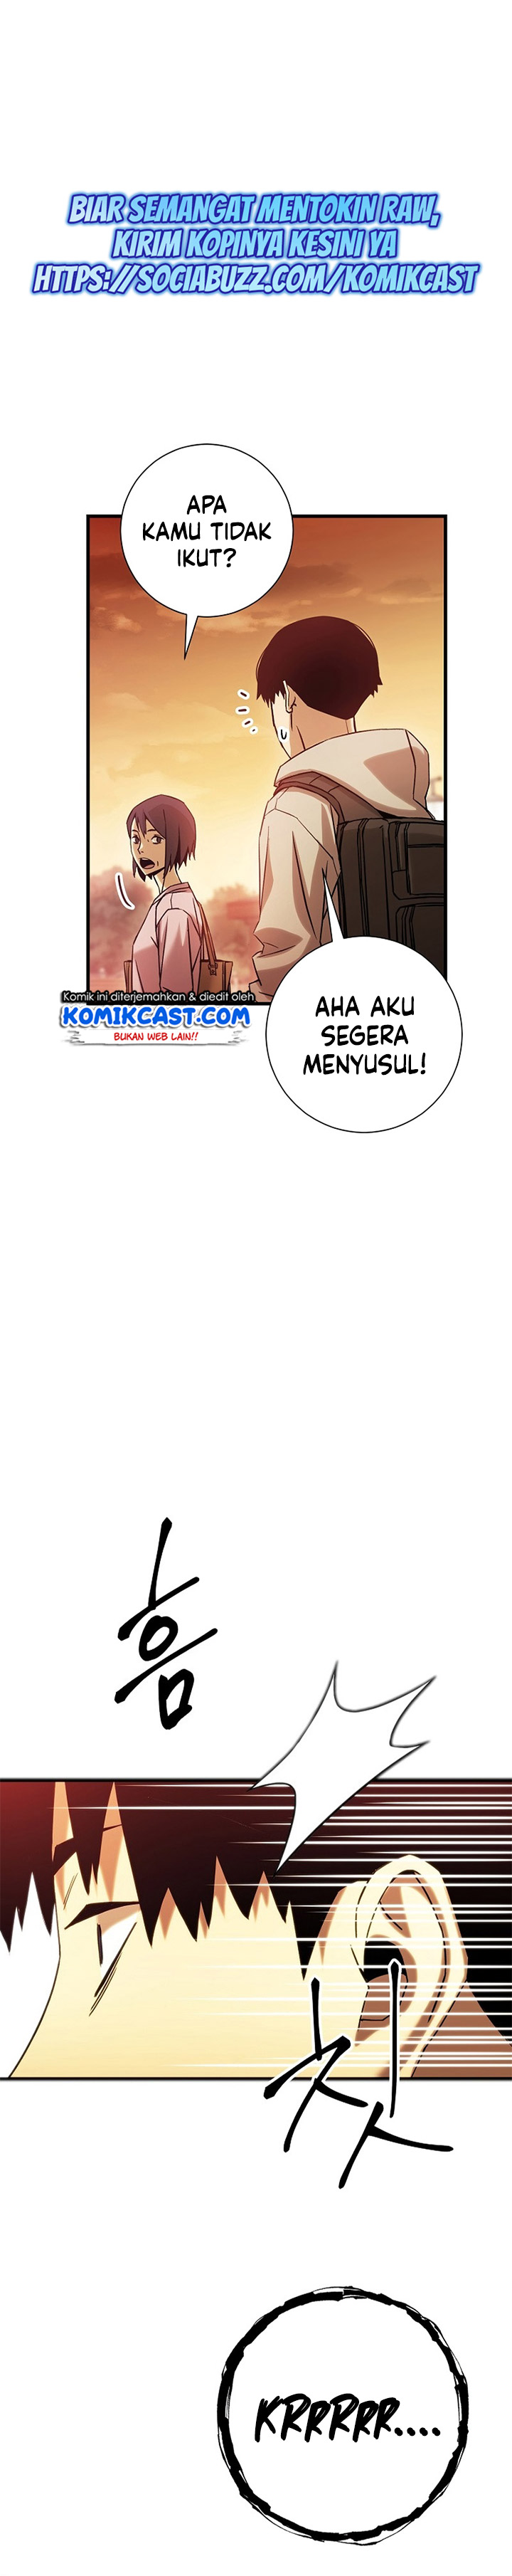 BIAR SEMANGAT MENTOKIN RAW,
KIRIM KOPINYA KESINI YA
HTTPS://SOCIABUZZ.COM/KOMIKCAST
APA
KAMU TIDAK
IKUT?
Komik ini diterjemahkan & diedit oleh
KOMIKCAST.COM
BUKAN WEB LAIN!!
AHA AKU
SEGERA
MENYUSUL!
흠
칫
KRRRRR....